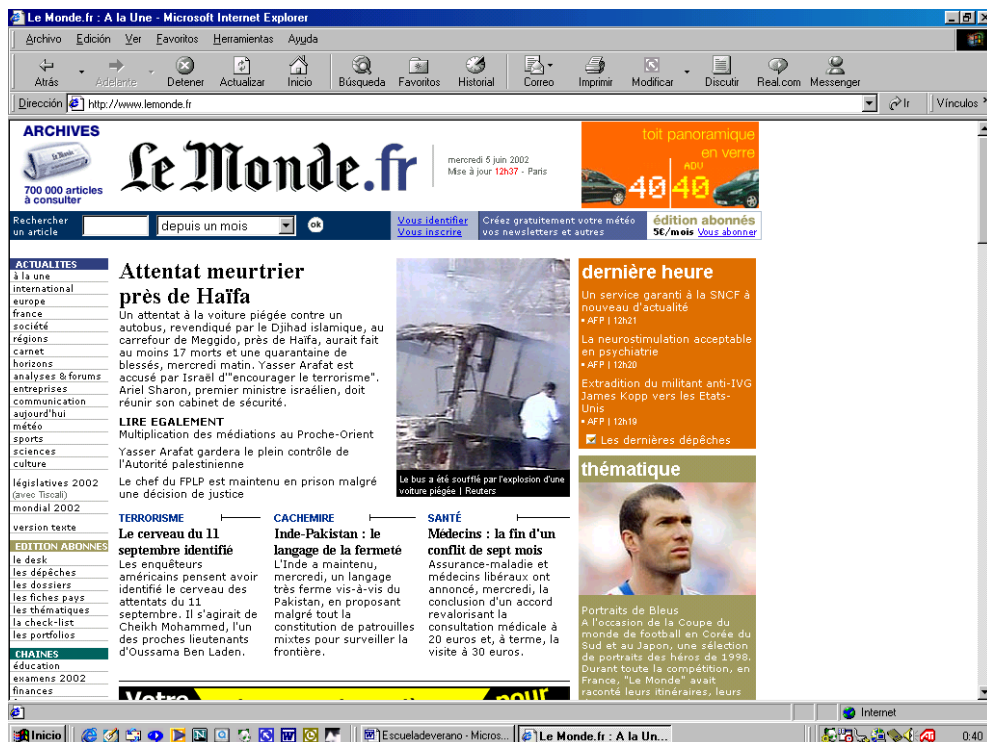 Le Monde.fr : A la Une - Microsoft Internet Explorer
Archivo Edición Ver Favoritos Herramientas Ayuda
Atrás Adelante Detener Actualizar Inicio Búsqueda Favoritos Historial Correo Imprimir Modificar Discutir Real.com Messenger
Dirección http://www.lemonde.fr Ir Vínculos »
ARCHIVES
Le Monde
700 000 articles
à consulter
Le Monde.fr
mercredi 5 juin 2002
Mise à jour 12h37 - Paris
toit panoramique
en verre
ADV
40 40
Rechercher
un article
depuis un mois
ok
Vous identifier
Vous inscrire
Créez gratuitement votre météo
vos newsletters et autres
édition abonnés
5€/mois Vous abonner
ACTUALITES
à la une
international
europe
france
société
régions
carnet
horizons
analyses & forums
entreprises
communication
aujourd'hui
météo
sports
sciences
culture
législatives 2002
(avec Tiscali)
mondial 2002
version texte
EDITION ABONNES
le desk
les dépêches
les dossiers
les fiches pays
les thématiques
la check-list
les portfolios
CHAINES
éducation
examens 2002
finances
Attentat meurtrier
près de Haïfa
Un attentat à la voiture piégée contre un
autobus, revendiqué par le Djihad islamique, au
carrefour de Meggido, près de Haïfa, aurait fait
au moins 17 morts et une quarantaine de
blessés, mercredi matin. Yasser Arafat est
accusé par Israël d'"encourager le terrorisme".
Ariel Sharon, premier ministre israélien, doit
réunir son cabinet de sécurité.
LIRE EGALEMENT
Multiplication des médiations au Proche-Orient
Yasser Arafat gardera le plein contrôle de
l'Autorité palestinienne
Le chef du FPLP est maintenu en prison malgré
une décision de justice
Le bus a été soufflé par l'explosion d'une
voiture piégée | Reuters
TERRORISME
Le cerveau du 11
septembre identifié
Les enquêteurs
américains pensent avoir
identifié le cerveau des
attentats du 11
septembre. Il s'agirait de
Cheikh Mohammed, l'un
des proches lieutenants
d'Oussama Ben Laden.
CACHEMIRE
Inde-Pakistan : le
langage de la fermeté
L'Inde a maintenu,
mercredi, un langage
très ferme vis-à-vis du
Pakistan, en proposant
malgré tout la
constitution de patrouilles
mixtes pour surveiller la
frontière.
SANTÉ
Médecins : la fin d'un
conflit de sept mois
Assurance-maladie et
médecins libéraux ont
annoncé, mercredi, la
conclusion d'un accord
revalorisant la
consultation médicale à
20 euros et, à terme, la
visite à 30 euros.
dernière heure
Un service garanti à la SNCF à
nouveau d'actualité
▪ AFP | 12h21
La neurostimulation acceptable
en psychiatrie
▪ AFP | 12h20
Extradition du militant anti-IVG
James Kopp vers les Etats-
Unis
▪ AFP | 12h19
Les dernières dépêches
thématique
Portraits de Bleus
A l'occasion de la Coupe du
monde de football en Corée du
Sud et au Japon, une sélection
de portraits des héros de 1998.
Durant toute la compétition, en
France, "Le Monde" avait
raconté leurs itinéraires, leurs
Votre pour
Internet
Inicio Escueladeverano - Micros... Le Monde.fr : A la Un... 0:40